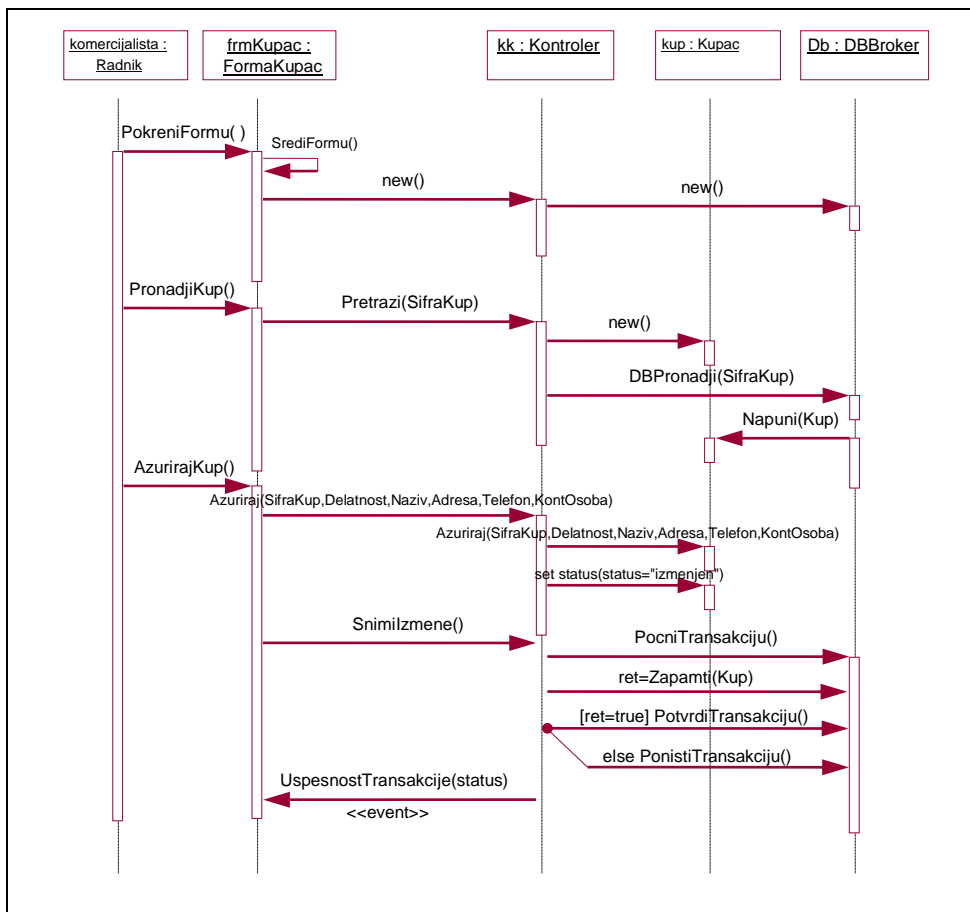 komercijalista :
Radnik
frmKupac :
FormaKupac
kk : Kontroler
kup : Kupac
Db : DBBroker
PokreniFormu( )
SrediFormu()
new()
new()
PronadjiKup()
Pretrazi(SifraKup)
new()
DBPronadji(SifraKup)
Napuni(Kup)
AzurirajKup()
Azuriraj(SifraKup,Delatnost,Naziv,Adresa,Telefon,KontOsoba)
Azuriraj(SifraKup,Delatnost,Naziv,Adresa,Telefon,KontOsoba)
set status(status="izmenjen")
SnimiIzmene()
PocniTransakciju()
ret=Zapamti(Kup)
[ret=true] PotvrdiTransakciju()
else PonistiTransakciju()
UspesnostTransakcije(status)
<<event>>